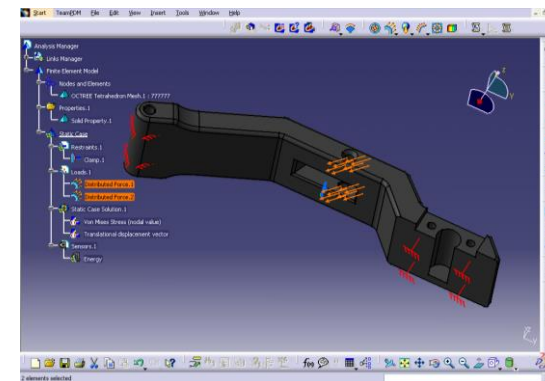 Start TeamPDM File Edit View Insert Tools Window Help
Analysis Manager
Links Manager
Finite Element Model
Nodes and Elements
OCTREE Tetrahedron Mesh.1 : ??????
Properties.1
Solid Property.1
Static Case
Restraints.1
Clamp.1
Loads.1
Distributed Force.1
Distributed Force.2
Static Case Solution.1
Von Mises Stress (nodal value)
Translational displacement vector
Sensors.1
Energy
z
y
f(x)
2 elements selected